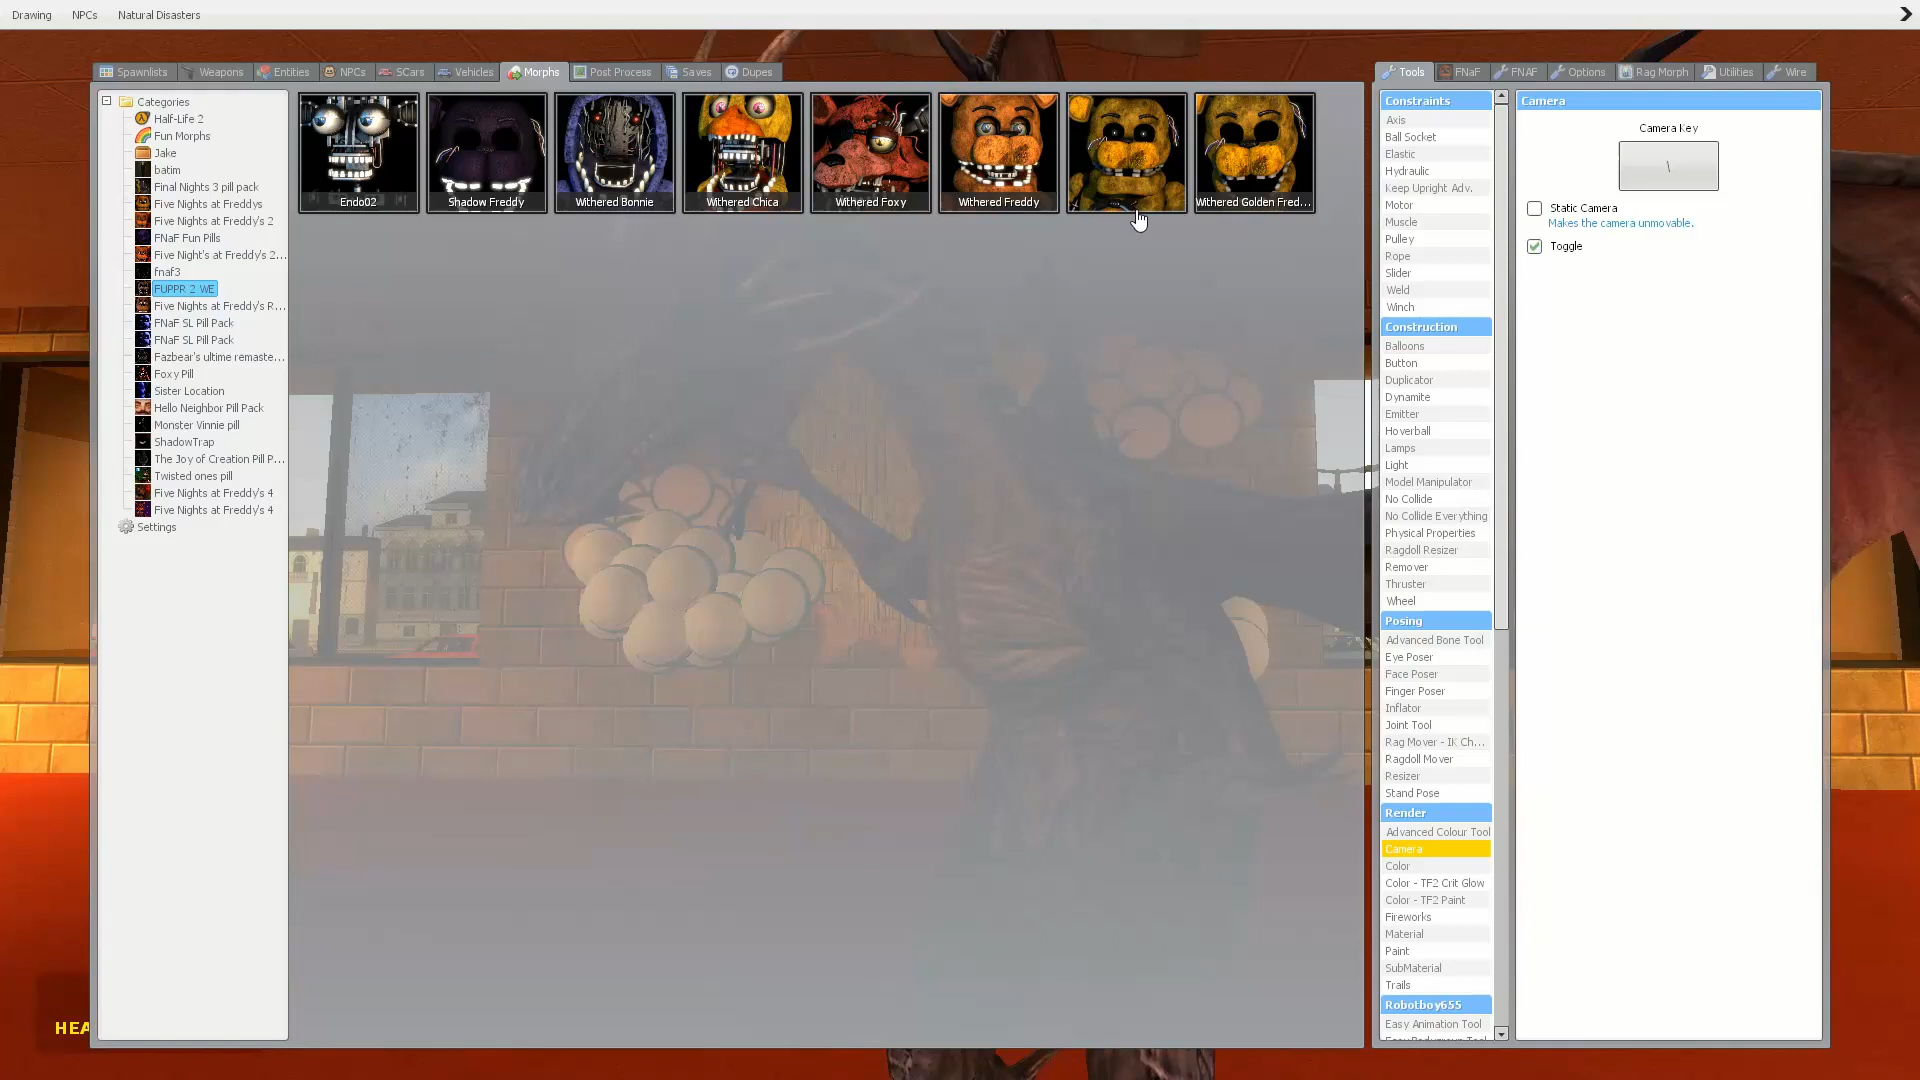 Drawing NPCs Natural Disasters
Spawnlists Weapons Entities NPCs SCars Vehicles Morphs Post Process Saves Dupes
Categories
Half-Life 2
Fun Morphs
Jake
batim
Final Nights 3 pill pack
Five Nights at Freddys
Five Nights at Freddys 2
FNaF Fun Pills
Five Night's at Freddy's 2...
fnaf3
FUPPR 2 WE
Five Nights at Freddy's R...
FNaF SL Pill Pack
FNaF SL Pill Pack
Fazbear's ultime remaste...
Foxy Pill
Sister Location
Hello Neighbor Pill Pack
Monster Vinnie pill
ShadowTrap
The Joy of Creation Pill P...
Twisted ones pill
Five Nights at Freddy's 4
Five Nights at Freddy's 4
Settings
Endo02 Shadow Freddy Withered Bonnie Withered Chica Withered Foxy Withered Freddy Withered Golden Fred...
HEA
Tools FNaF FNAF Options Rag Morph Utilities Wire
Constraints
Axis
Ball Socket
Elastic
Hydraulic
Keep Upright Adv.
Motor
Muscle
Pulley
Rope
Slider
Weld
Winch
Construction
Balloons
Button
Duplicator
Dynamite
Emitter
Hoverball
Lamps
Light
Model Manipulator
No Collide
No Collide Everything
Physical Properties
Ragdoll Resizer
Remover
Thruster
Wheel
Posing
Advanced Bone Tool
Eye Poser
Face Poser
Finger Poser
Inflator
Joint Tool
Rag Mover - IK Ch...
Ragdoll Mover
Resizer
Stand Pose
Render
Advanced Colour Tool
Camera
Color
Color - TF2 Crit Glow
Color - TF2 Paint
Fireworks
Material
Paint
SubMaterial
Trails
Robotboy655
Easy Animation Tool
Easy Bodygroup Tool
Camera
Camera Key
\
Static Camera
Makes the camera unmovable.
Toggle